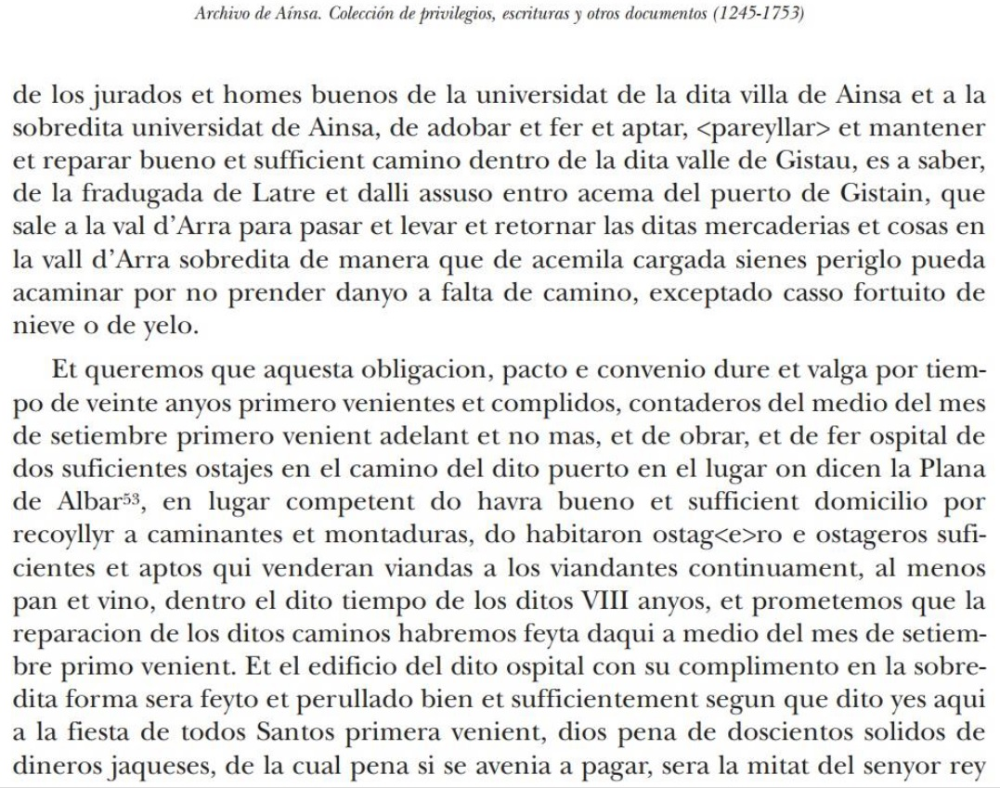 Archivo de Aínsa. Colección de privilegios, escrituras y otros documentos (1245-1753)
de los jurados et homes buenos de la universidat de la dita villa de Ainsa et a la
sobredita universidat de Ainsa, de adobar et fer et aptar, <pareyllar> et mantener
et reparar bueno et sufficient camino dentro de la dita valle de Gistau, es a saber,
de la fradugada de Latre et dalli assuso entro acema del puerto de Gistain, que
sale a la val d’Arra para pasar et levar et retornar las ditas mercaderias et cosas en
la vall d’Arra sobredita de manera que de acemila cargada sienes periglo pueda
acaminar por no prender danyo a falta de camino, exceptado casso fortuito de
nieve o de yelo.
Et queremos que aquesta obligacion, pacto e convenio dure et valga por tiem-
po de veinte anyos primero venientes et complidos, contaderos del medio del mes
de setiembre primero venient adelant et no mas, et de obrar, et de fer ospital de
dos suficientes ostajes en el camino del dito puerto en el lugar on dicen la Plana
de Albar⁵³, en lugar competent do havra bueno et sufficient domicilio por
recoyllyr a caminantes et montaduras, do habitaron ostag<e>ro e ostageros sufi-
cientes et aptos qui venderan viandas a los viandantes continuament, al menos
pan et vino, dentro el dito tiempo de los ditos VIII anyos, et prometemos que la
reparacion de los ditos caminos habremos feyta daqui a medio del mes de setiem-
bre primo venient. Et el edificio del dito ospital con su complimento en la sobre-
dita forma sera feyto et perullado bien et sufficientement segun que dito yes aqui
a la fiesta de todos Santos primera venient, dios pena de doscientos solidos de
dineros jaqueses, de la cual pena si se avenia a pagar, sera la mitat del senyor rey